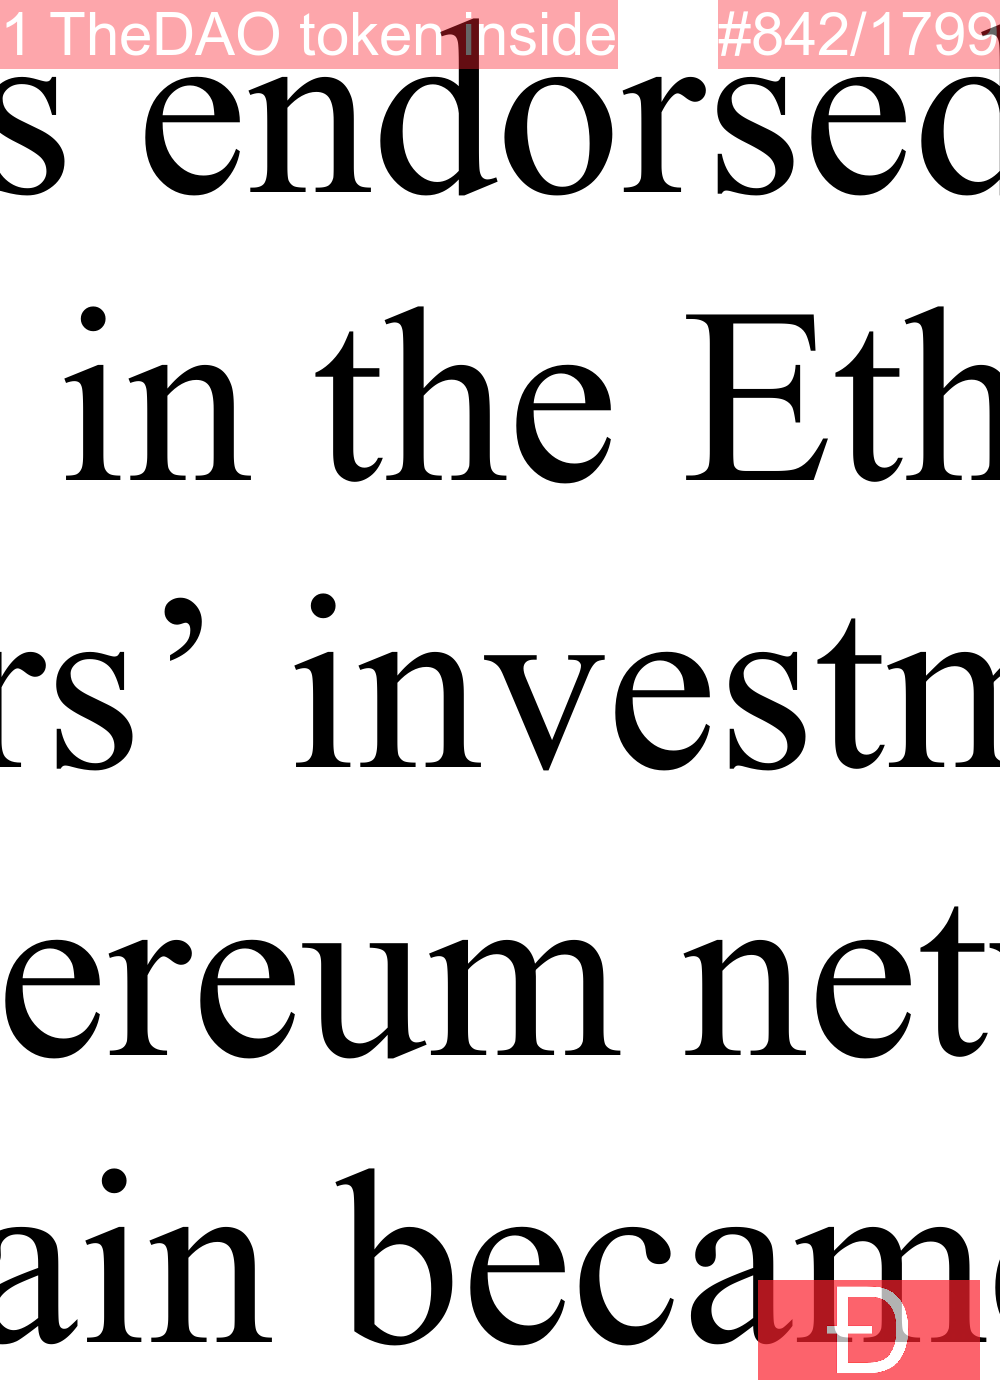 1 TheDAO token inside #842/1799
s endorsed
in the Eth
rs’ investm
ereum net
ain became
Đ